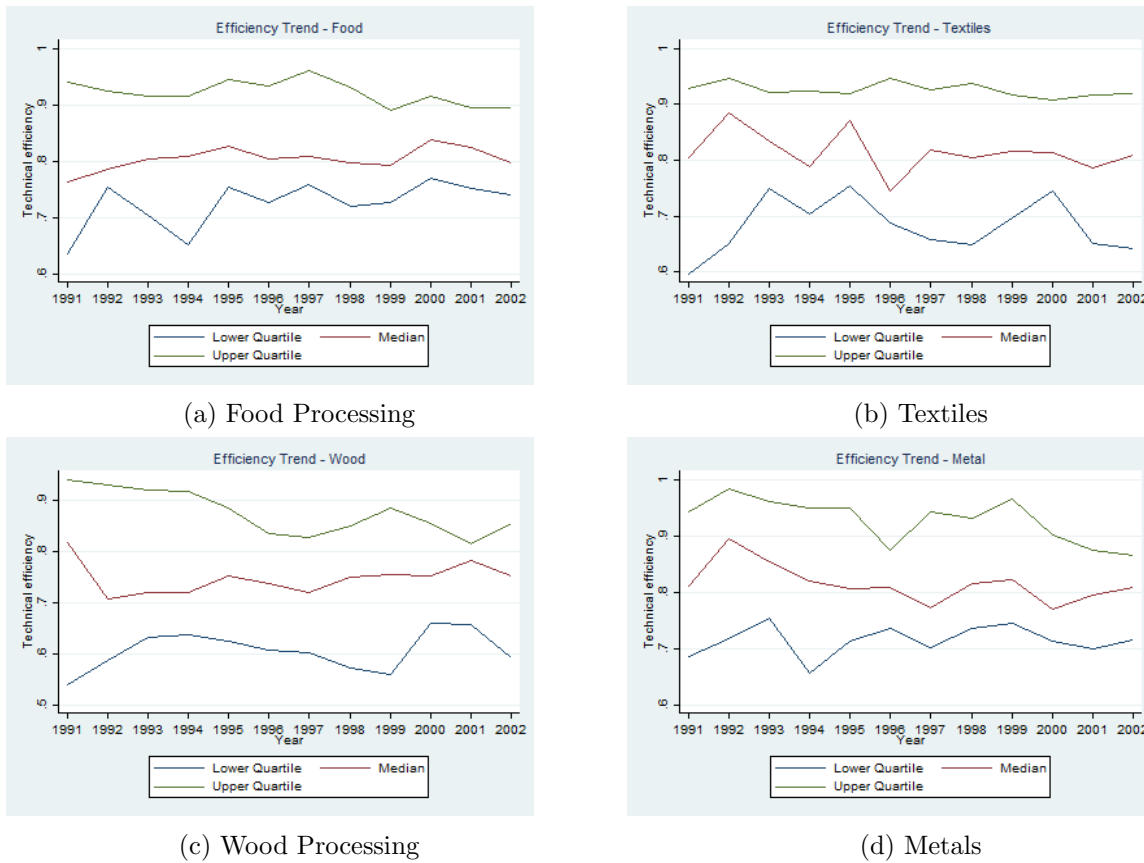 Efficiency Trend - Food
Technical efficiency
1
.9
.8
.7
.6
1991 1992 1993 1994 1995 1996 1997 1998 1999 2000 2001 2002
Year
Lower Quartile Median
Upper Quartile
(a) Food Processing
Efficiency Trend - Textiles
Technical efficiency
1
.9
.8
.7
.6
1991 1992 1993 1994 1995 1996 1997 1998 1999 2000 2001 2002
Year
Lower Quartile Median
Upper Quartile
(b) Textiles
Efficiency Trend - Wood
Technical efficiency
.9
.8
.7
.6
.5
1991 1992 1993 1994 1995 1996 1997 1998 1999 2000 2001 2002
Year
Lower Quartile Median
Upper Quartile
(c) Wood Processing
Efficiency Trend - Metal
Technical efficiency
1
.9
.8
.7
.6
1991 1992 1993 1994 1995 1996 1997 1998 1999 2000 2001 2002
Year
Lower Quartile Median
Upper Quartile
(d) Metals